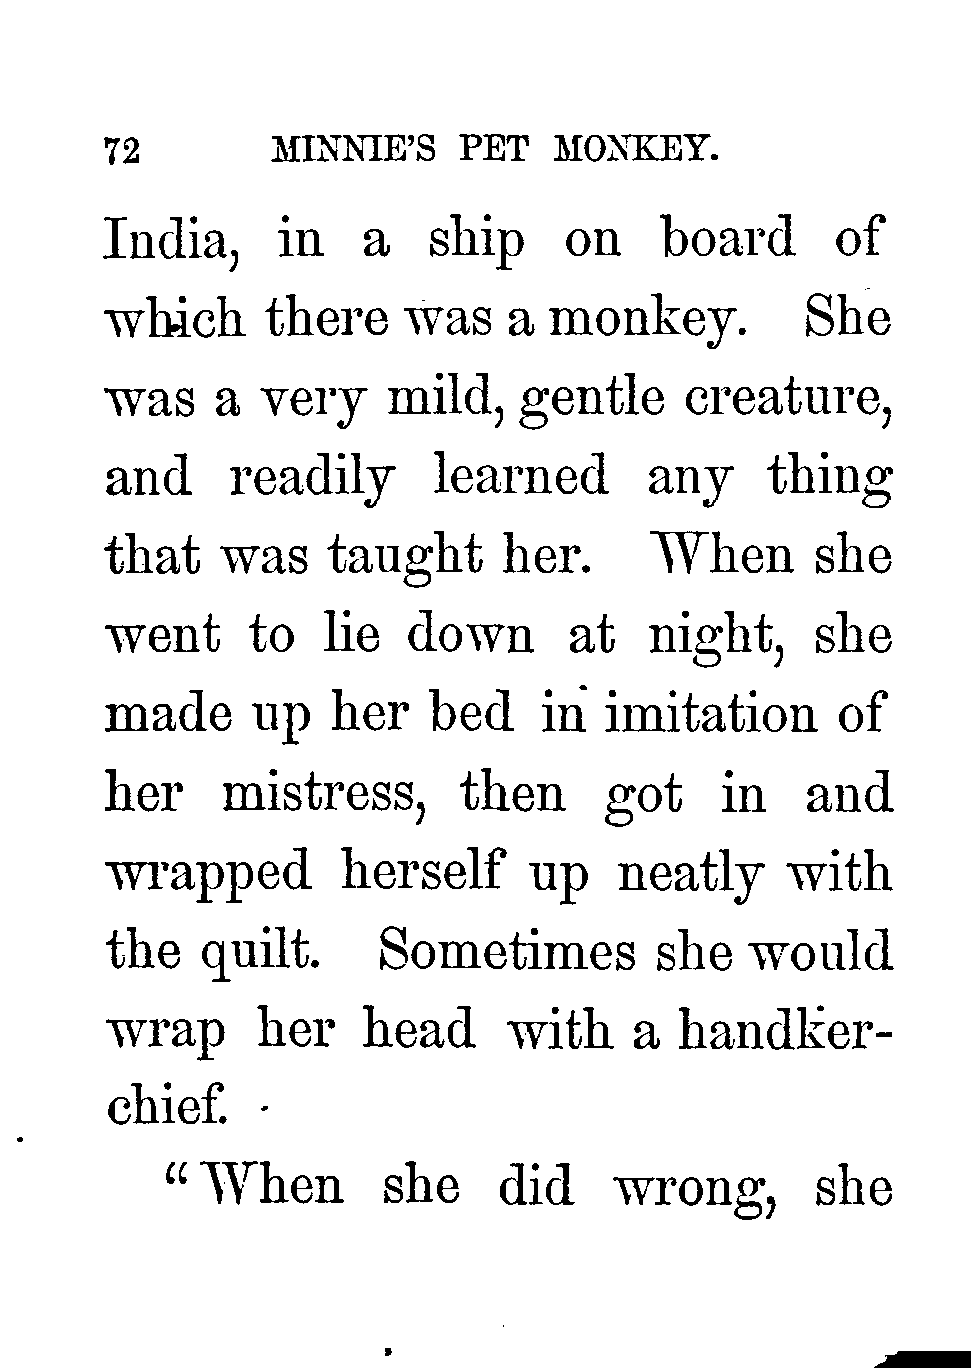 72 MINNIE'S PET MONKEY.
India, in a ship on board of
which there was a monkey. She
was a very mild, gentle creature,
and readily learned any thing
that was taught her. When she
went to lie down at night, she
made up her bed in imitation of
her mistress, then got in and
wrapped herself up neatly with
the quilt. Sometimes she would
wrap her head with a handker-
chief.
“When she did wrong, she